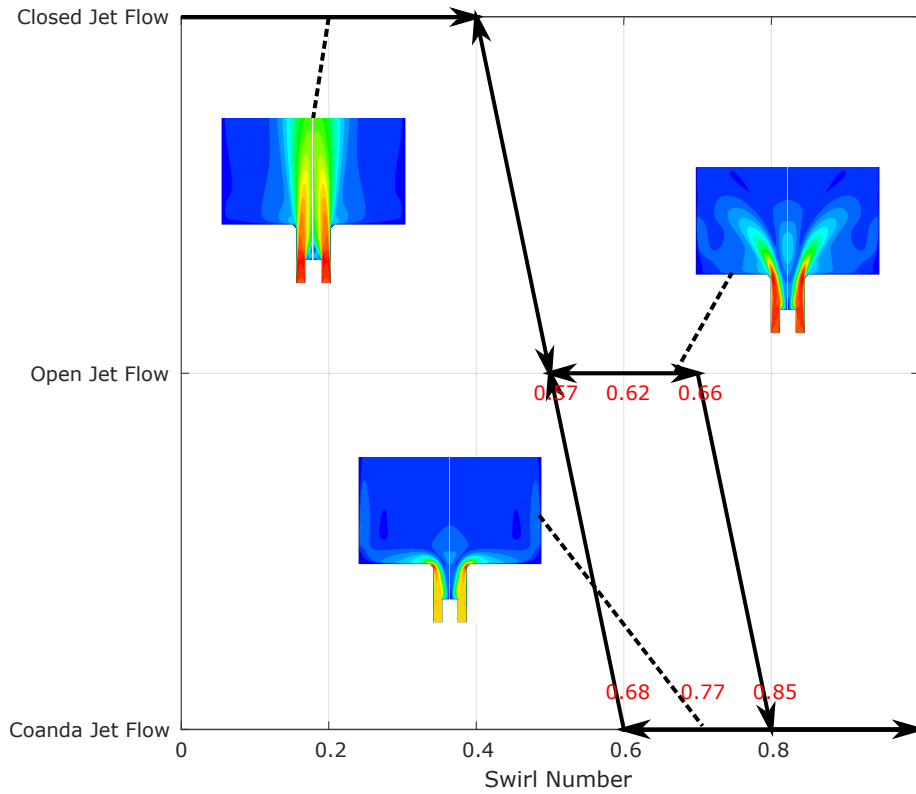 Closed Jet Flow
Open Jet Flow
0.57 0.62 0.66
0.68 0.77 0.85
Coanda Jet Flow
0 0.2 0.4 0.6 0.8
Swirl Number